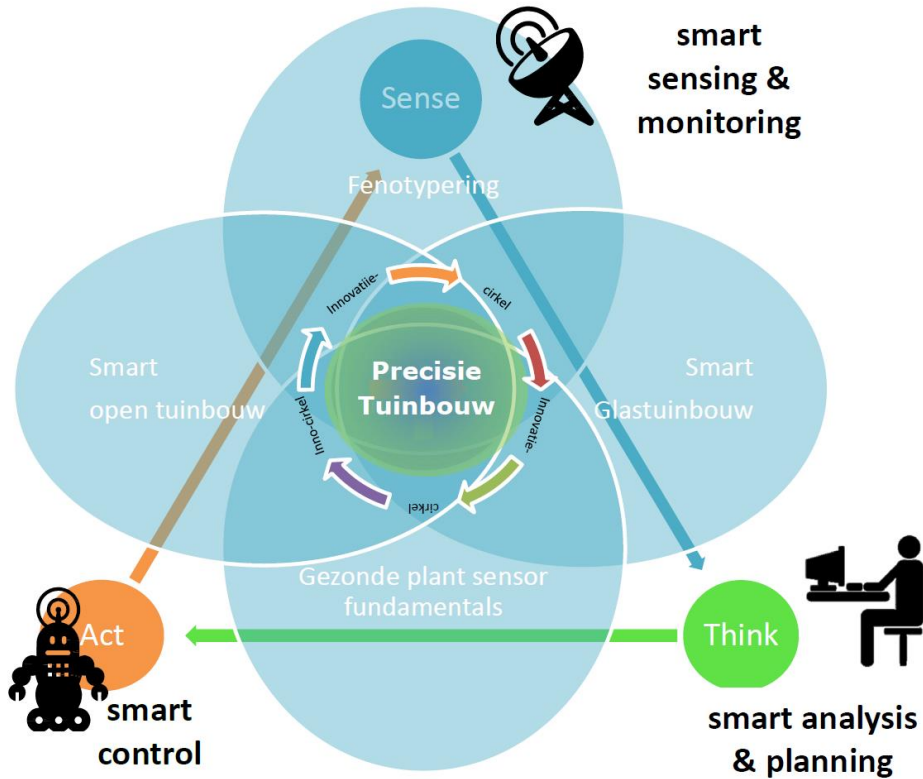 smart
sensing &
monitoring
Sense
Fenotypering
Innovatiie-
cirkel
Smart
open tuinbouw
Precisie
Tuinbouw
Smart
Glastuinbouw
Innovatie-
cirkel
Inno-cirkel
Gezonde plant sensor
fundamentals
Act
Think
smart
control
smart analysis
& planning